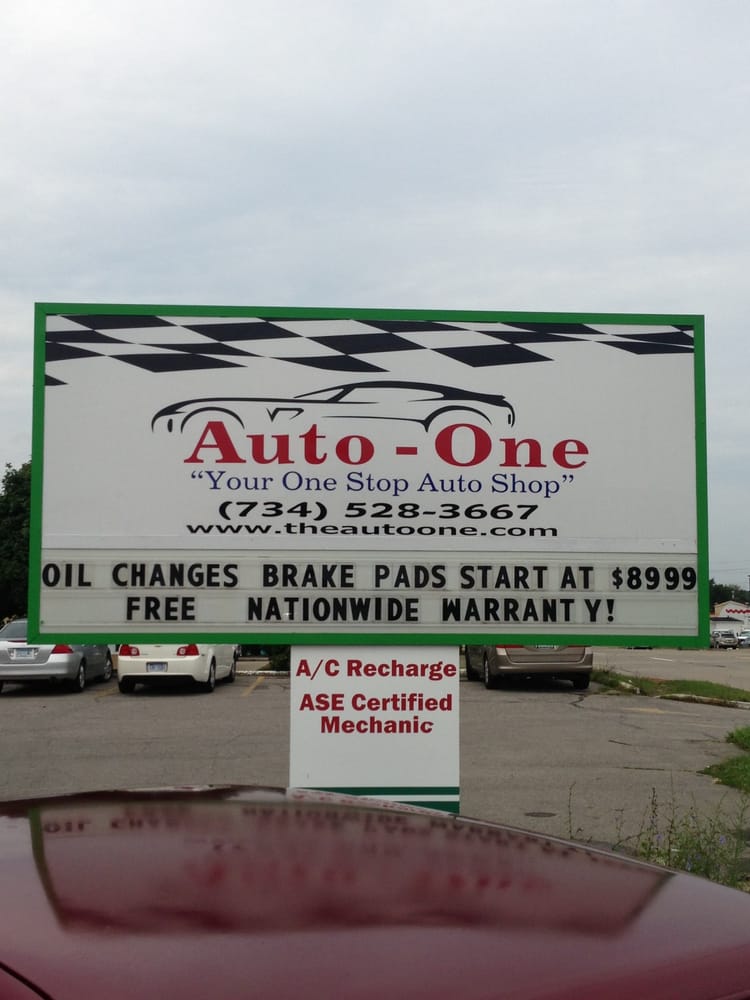 Auto-One
"Your One Stop Auto Shop"
(734) 528-3667
www.theautoone.com
OIL CHANGES BRAKE PADS START AT $8999
FREE NATIONWIDE WARRANTY!
A/C Recharge
ASE Certified
Mechanic